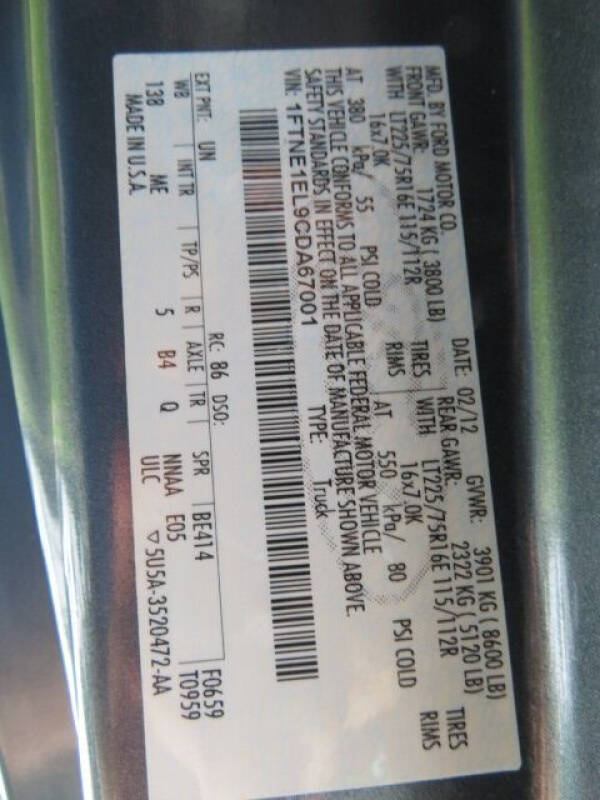 MFD. BY FORD MOTOR CO.
DATE: 02/12 GVWR: 3901 KG ( 8600 LB)
FRONT GAWR: 1724 KG ( 3800 LB) REAR GAWR: 2322 KG ( 5120 LB)
WITH LT225/75R16E 115/112R TIRES WITH LT225/75R16E 115/112R TIRES
16x7.0K RIMS 16x7.0K RIMS
AT 380 kPa/ 55 PSI COLD AT 550 kPa/ 80 PSI COLD
THIS VEHICLE CONFORMS TO ALL APPLICABLE FEDERAL MOTOR VEHICLE
SAFETY STANDARDS IN EFFECT ON THE DATE OF MANUFACTURE SHOWN ABOVE.
VIN: 1FTNE1EL9CDA67001 TYPE: Truck
F0659
T0959
EXT PNT: UN RC: 86 DSO:
WB INT TR TP/PS R AXLE TR SPR BE414
138 ME 5 B4 Q NNAA E05
MADE IN U.S.A. ULC ▽5U5A-3520472-AA